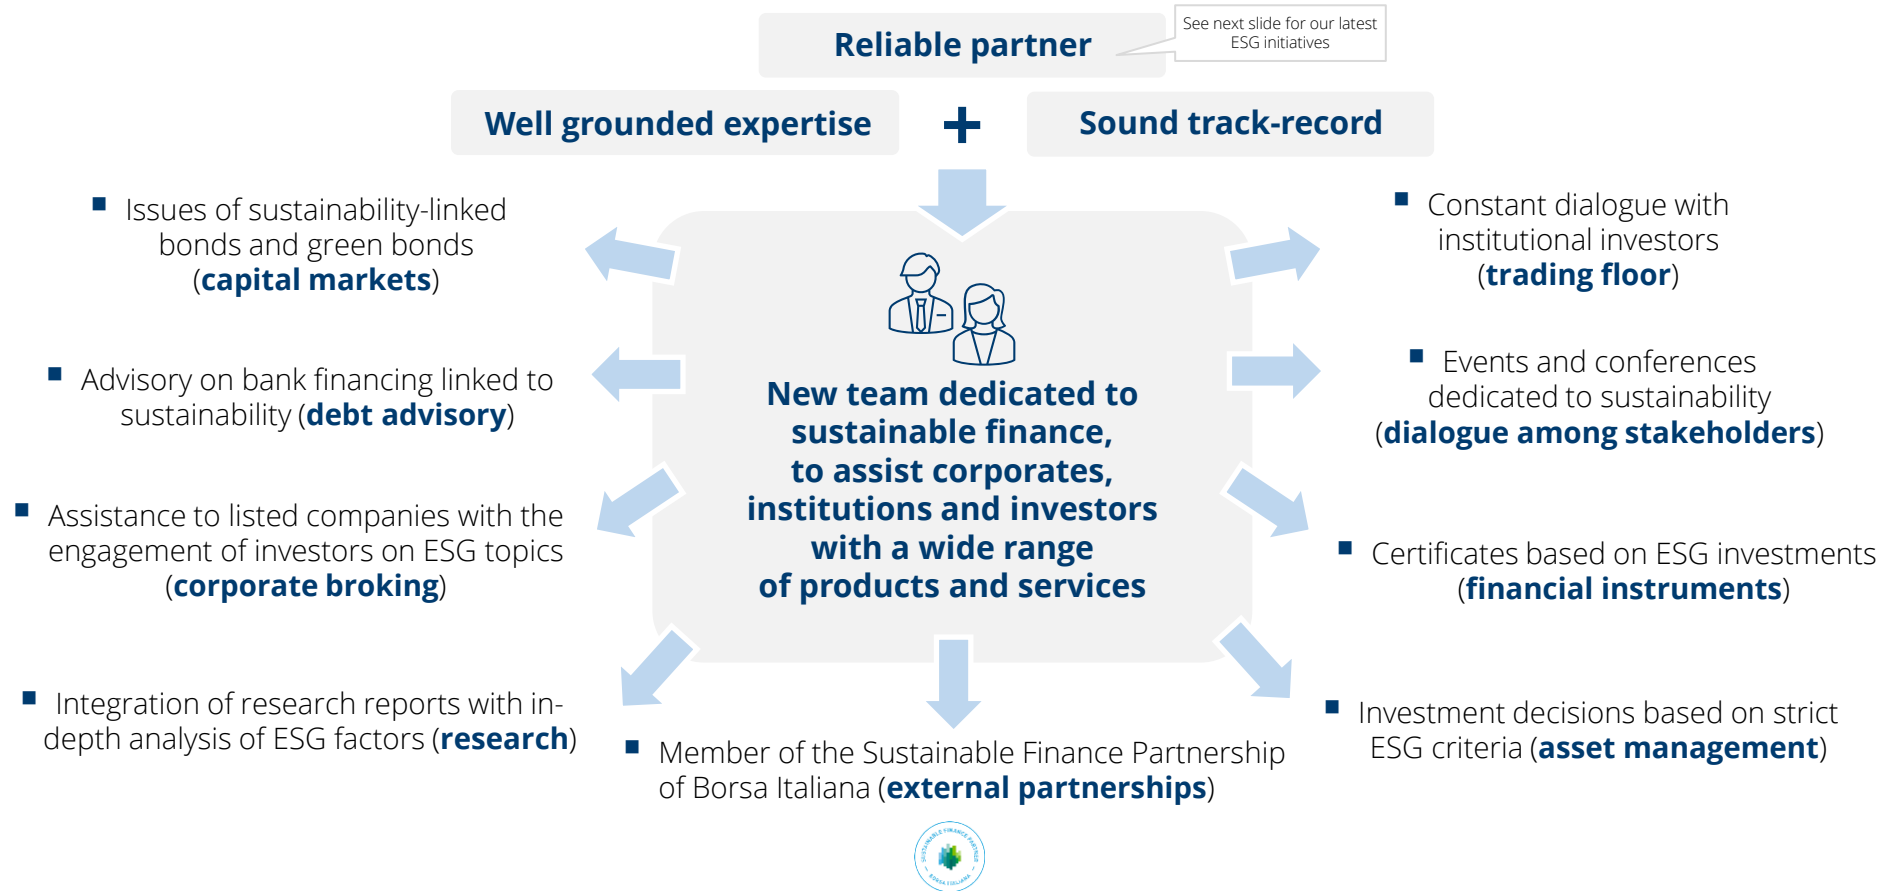 Reliable partner
See next slide for our latest
ESG initiatives
Well grounded expertise
+
Sound track-record
▪ Issues of sustainability-linked
bonds and green bonds
(capital markets)
▪ Advisory on bank financing linked to
sustainability (debt advisory)
▪ Assistance to listed companies with the
engagement of investors on ESG topics
(corporate broking)
▪ Integration of research reports with in-
depth analysis of ESG factors (research)
New team dedicated to
sustainable finance,
to assist corporates,
institutions and investors
with a wide range
of products and services
▪ Member of the Sustainable Finance Partnership
of Borsa Italiana (external partnerships)
SUSTAINABLE FINANCE PARTNER
BORSA ITALIANA
▪ Constant dialogue with
institutional investors
(trading floor)
▪ Events and conferences
dedicated to sustainability
(dialogue among stakeholders)
▪ Certificates based on ESG investments
(financial instruments)
▪ Investment decisions based on strict
ESG criteria (asset management)